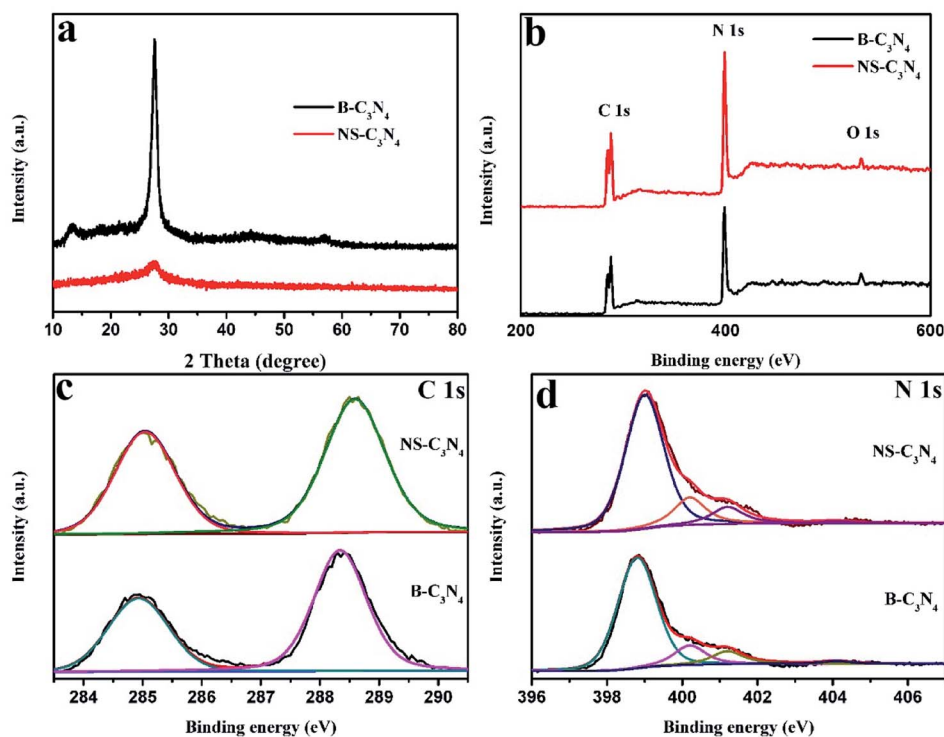 a
B-C₃N₄
NS-C₃N₄
Intensity (a.u.)
10 20 30 40 50 60 70 80
2 Theta (degree)
b
N 1s
B-C₃N₄
NS-C₃N₄
C 1s
O 1s
Intensity (a.u.)
200 400 600
Binding energy (eV)
c
C 1s
NS-C₃N₄
B-C₃N₄
Intensity (a.u.)
284 285 286 287 288 289 290
Binding energy (eV)
d
N 1s
NS-C₃N₄
B-C₃N₄
Intensity (a.u.)
396 398 400 402 404 406
Binding energy (eV)